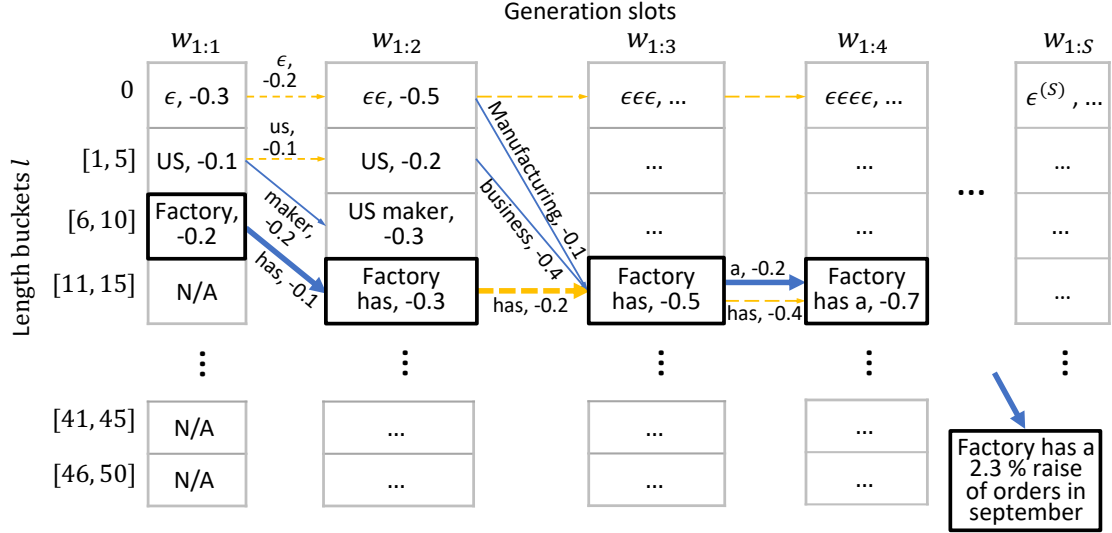 Generation slots
w1:1 w1:2 w1:3 w1:4 w1:S
Length buckets l
0
ϵ, -0.3
ϵ,
-0.2
ϵϵ, -0.5
ϵϵϵ, ...
ϵϵϵϵ, ...
ϵ(S) , ...
[1, 5]
US, -0.1
us,
-0.1
US, -0.2
...
...
...
Manufacturing, -0.1
business, -0.4
[6, 10]
Factory,
-0.2
maker,
-0.2
US maker,
-0.3
...
...
...
...
[11, 15]
N/A
has, -0.1
Factory
has, -0.3
has, -0.2
Factory
has, -0.5
a, -0.2
has, -0.4
Factory
has a, -0.7
...
⋮ ⋮ ⋮ ⋮ ⋮
[41, 45]
N/A
...
...
...
[46, 50]
N/A
...
...
...
Factory has a
2.3 % raise
of orders in
september